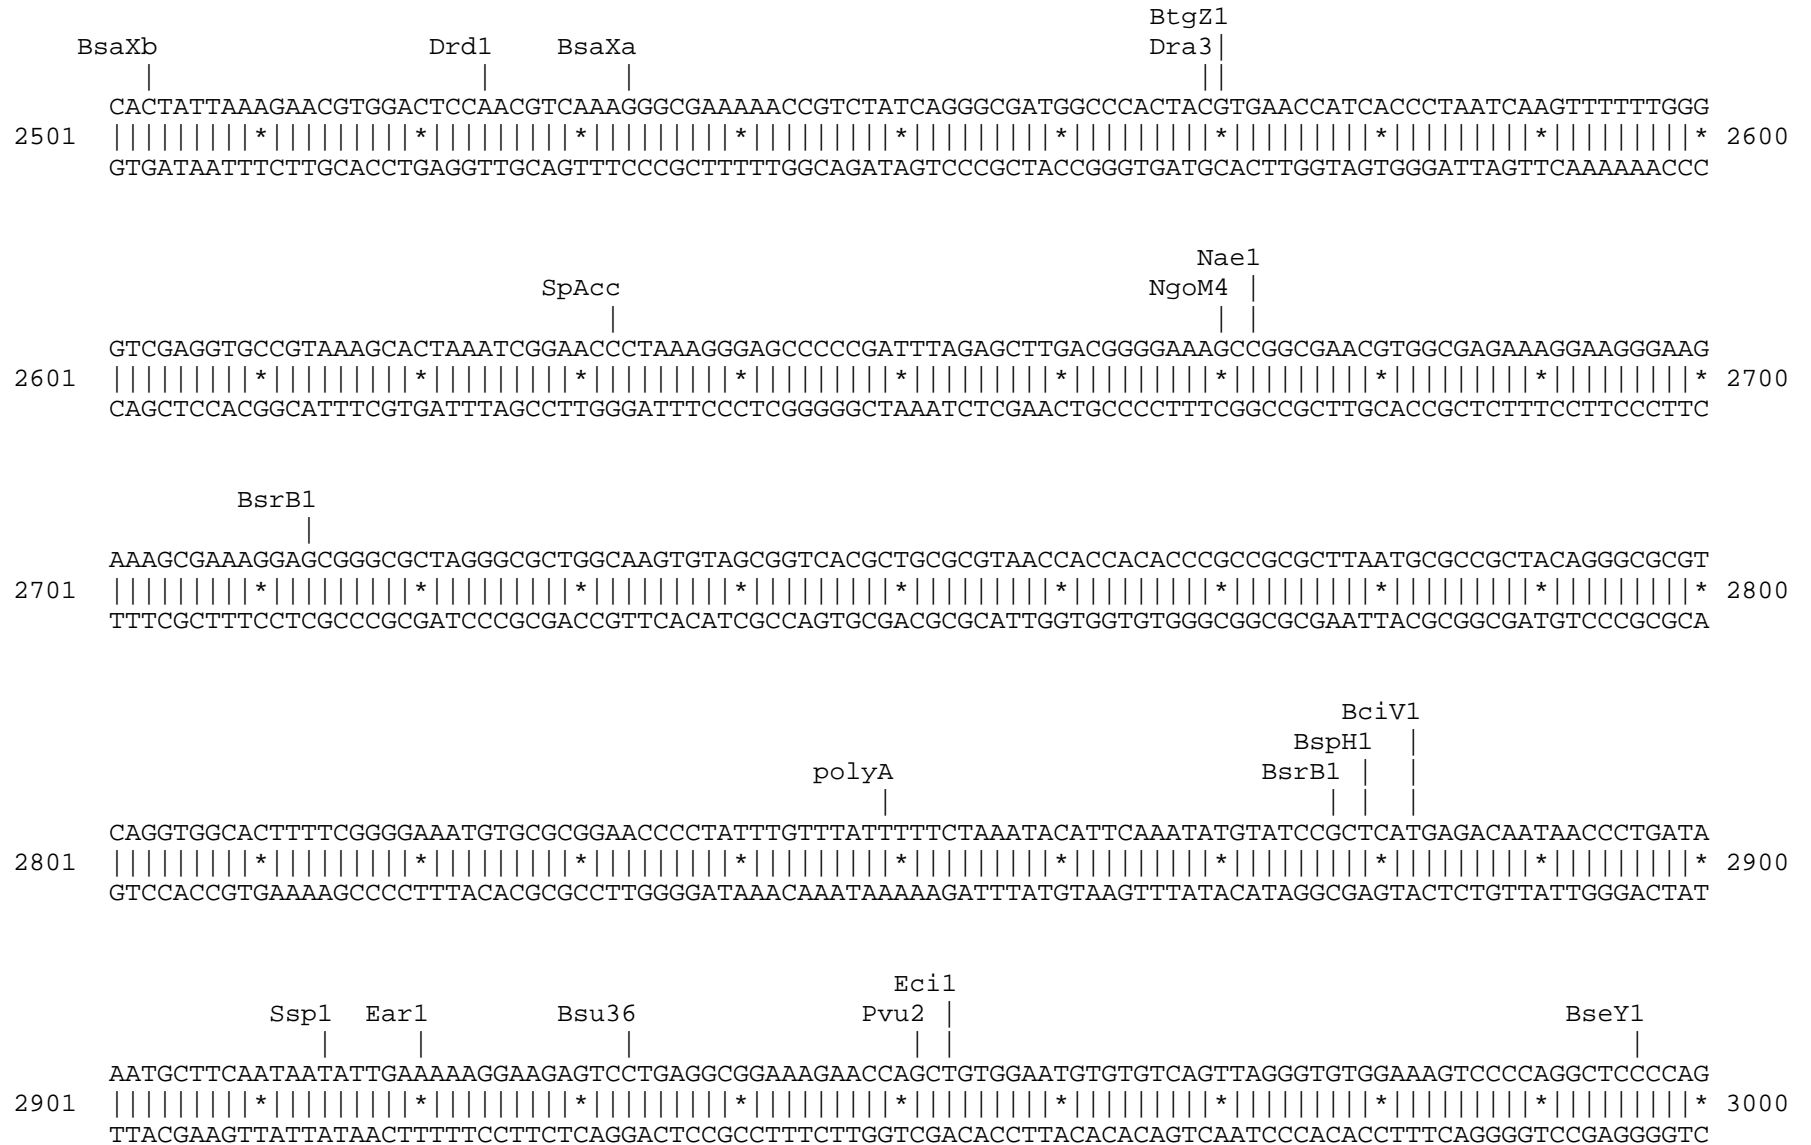 BtgZ1
BsaXb Drd1 BsaXa Dra3|
| | | ||
CACTATTAAAGAACGTGGACTCCAACGTCAAAGGGCGAAAAACCGTCTATCAGGGCGATGGCCCACTACGTGAACCATCACCCTAATCAAGTTTTTTGGG
2501 |||||||||*|||||||||*|||||||||*|||||||||*|||||||||*|||||||||*|||||||||*|||||||||*|||||||||*|||||||||* 2600
GTGATAATTTCTTGCACCTGAGGTTGCAGTTTCCCGCTTTTTGGCAGATAGTCCCGCTACCGGGTGATGCACTTGGTAGTGGGATTAGTTCAAAAAACCC
Nae1
SpAcc NgoM4 |
| | |
GTCGAGGTGCCGTAAAGCACTAAATCGGAACCCTAAAGGGAGCCCCCGATTTAGAGCTTGACGGGGAAAGCCGGCGAACGTGGCGAGAAAGGAAGGGAAG
2601 |||||||||*|||||||||*|||||||||*|||||||||*|||||||||*|||||||||*|||||||||*|||||||||*|||||||||*|||||||||* 2700
CAGCTCCACGGCATTTCGTGATTTAGCCTTGGGATTTCCCTCGGGGGCTAAATCTCGAACTGCCCCTTTCGGCCGCTTGCACCGCTCTTTCCTTCCCTTC
BsrB1
|
AAAGCGAAAGGAGCGGGCGCTAGGGCGCTGGCAAGTGTAGCGGTCACGCTGCGCGTAACCACCACACCCGCCGCGCTTAATGCGCCGCTACAGGGCGCGT
2701 |||||||||*|||||||||*|||||||||*|||||||||*|||||||||*|||||||||*|||||||||*|||||||||*|||||||||*|||||||||* 2800
TTTCGCTTTCCTCGCCCGCGATCCCGCGACCGTTCACATCGCCAGTGCGACGCGCATTGGTGGTGTGGGCGGCGCGAATTACGCGGCGATGTCCCGCGCA
BciV1
BspH1 |
polyA BsrB1 | |
| | | |
CAGGTGGCACTTTTCGGGGAAATGTGCGCGGAACCCCTATTTGTTTATTTTTCTAAATACATTCAAATATGTATCCGCTCATGAGACAATAACCCTGATA
2801 |||||||||*|||||||||*|||||||||*|||||||||*|||||||||*|||||||||*|||||||||*|||||||||*|||||||||*|||||||||* 2900
GTCCACCGTGAAAAGCCCCTTTACACGCGCCTTGGGGATAAACAAATAAAAAGATTTATGTAAGTTTATACATAGGCGAGTACTCTGTTATTGGGACTAT
Eci1
Ssp1 Ear1 Bsu36 Pvu2 | BseY1
| | | | | |
AATGCTTCAATAATATTGAAAAAGGAAGAGTCCTGAGGCGGAAAGAACCAGCTGTGGAATGTGTGTCAGTTAGGGTGTGGAAAGTCCCCAGGCTCCCCAG
2901 |||||||||*|||||||||*|||||||||*|||||||||*|||||||||*|||||||||*|||||||||*|||||||||*|||||||||*|||||||||* 3000
TTACGAAGTTATTATAACTTTTTCCTTCTCAGGACTCCGCCTTTCTTGGTCGACACCTTACACACAGTCAATCCCACACCTTTCAGGGGTCCGAGGGGTC